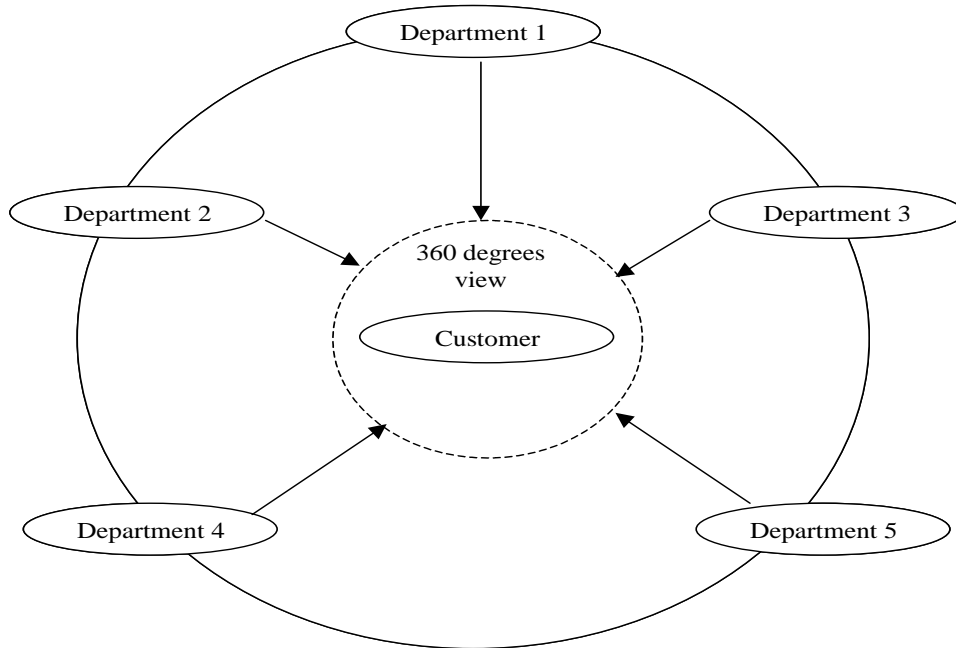 Department 1
Department 2
Department 3
360 degrees
view
Customer
Department 4
Department 5